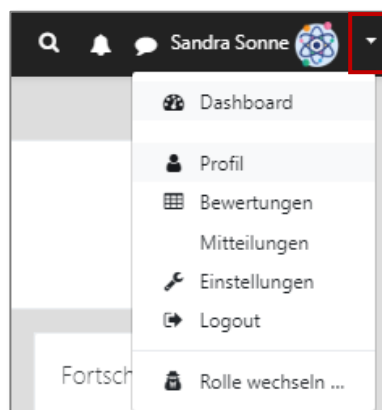 Sandra Sonne
Dashboard
Profil
Bewertungen
Mitteilungen
Einstellungen
Logout
Fortsch
Rolle wechseln ...